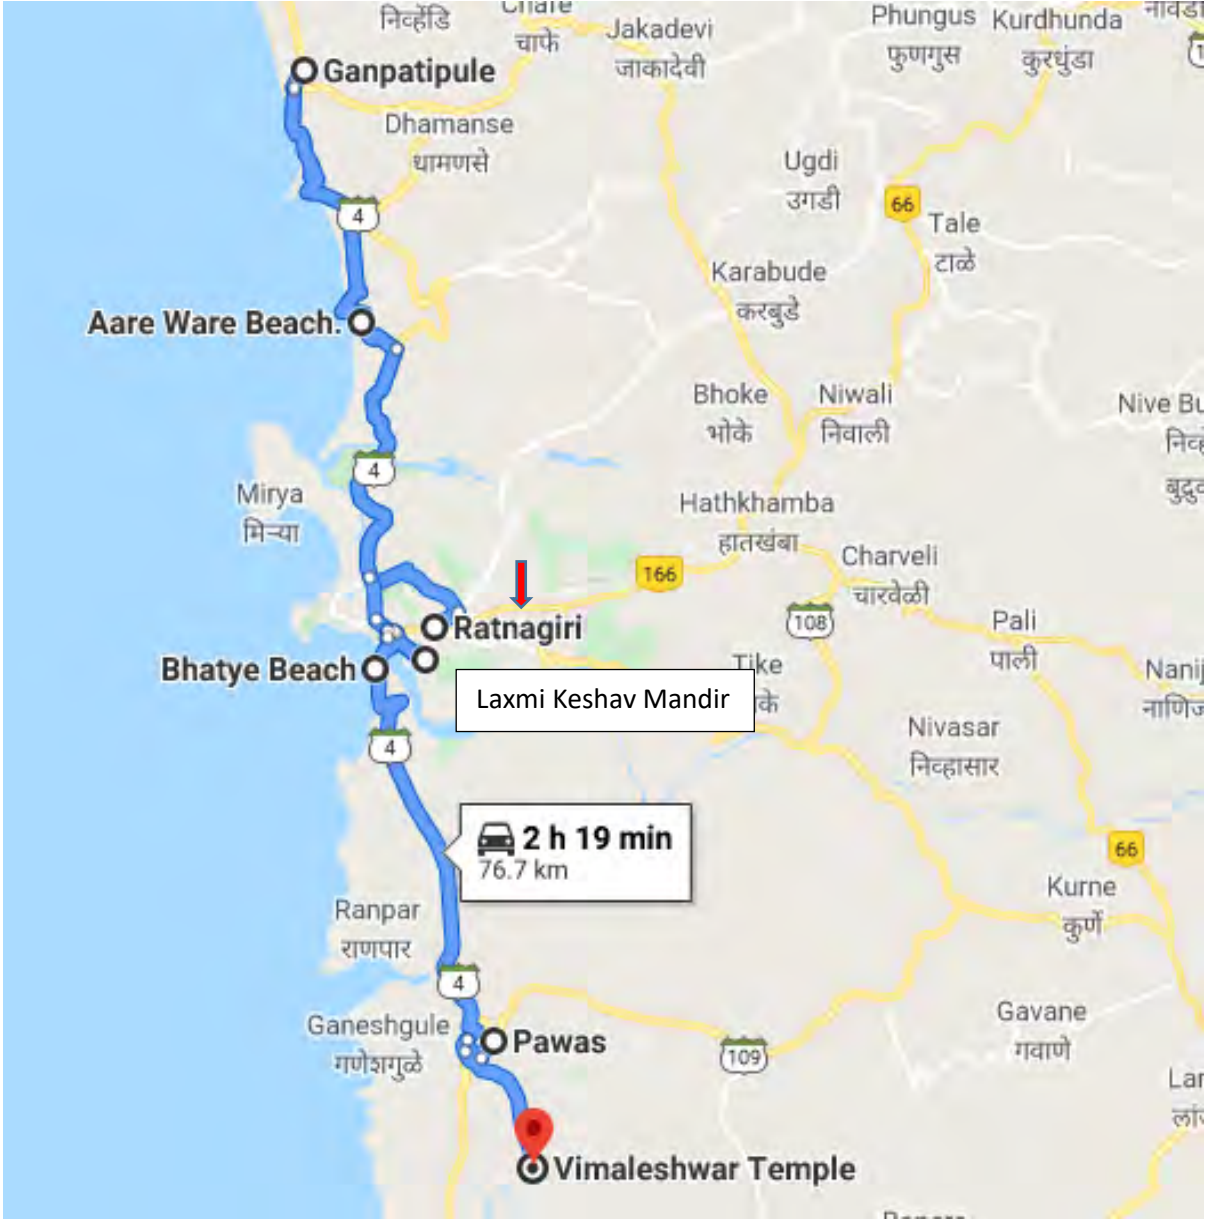 निव्हेंडि
चाफे
Jakadevi
जाकादेवी
Phungus
फुणगुस
Kurdhunda
कुरधुंडा
Ganpatipule
Dhamanse
धामणसे
4
Ugdi
उगडी
66
Tale
टाळे
Karabude
करबुडे
Aare Ware Beach.
Bhoke
भोके
Niwali
निवाली
Nive Bu
4
Mirya
मिऱ्या
Hathkhamba
हातखंबा
Charveli
चारवेळी
166
108
Ratnagiri
Pali
पाली
Bhatye Beach
Tike
के
Laxmi Keshav Mandir
Nanij
नाणिज
Nivasar
निव्हासार
4
2 h 19 min
76.7 km
66
Kurne
कुर्णे
Ranpar
राणपार
4
Ganeshgule
गणेशगुळे
Pawas
109
Gavane
गवाणे
Lar
Vimaleshwar Temple